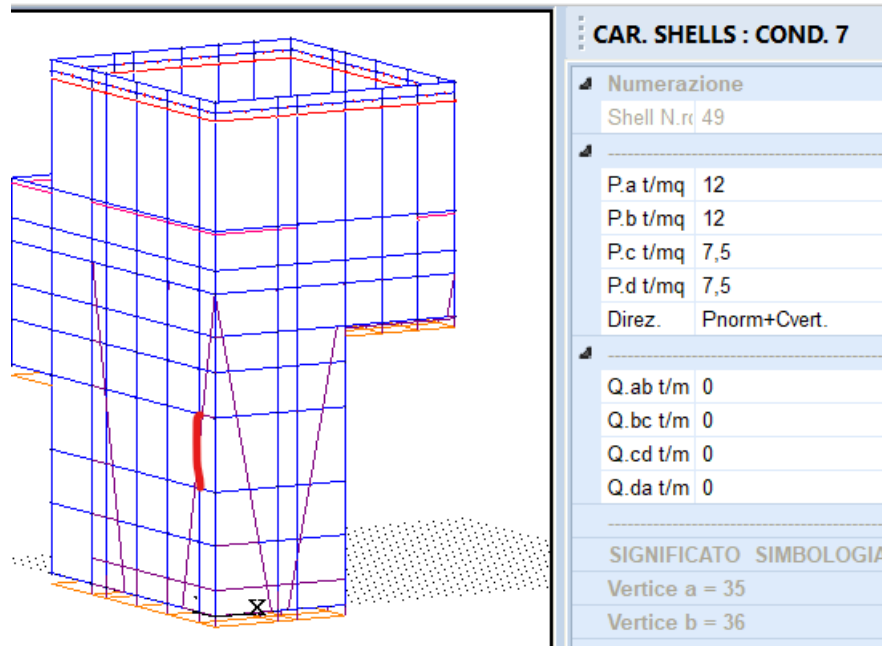 CAR. SHELLS : COND. 7
Numerazione
Shell N.ro 49
P.a t/mq 12
P.b t/mq 12
P.c t/mq 7,5
P.d t/mq 7,5
Direz. Pnorm+Cvert.
Q.ab t/m 0
Q.bc t/m 0
Q.cd t/m 0
Q.da t/m 0
SIGNIFICATO SIMBOLOGIA
Vertice a = 35
Vertice b = 36
X